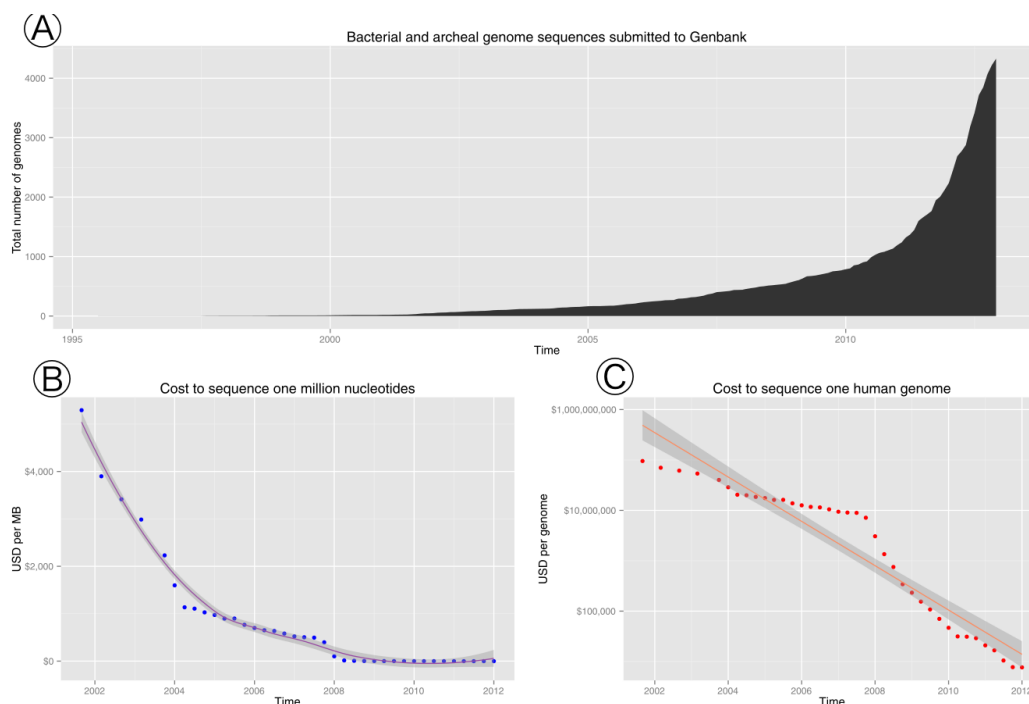 A
Bacterial and archeal genome sequences submitted to Genbank
Total number of genomes
4000
3000
2000
1000
0
1995 2000 2005 2010
Time
B
Cost to sequence one million nucleotides
USD per MB
$4,000
$2,000
$0
2002 2004 2006 2008 2010 2012
Time
C
Cost to sequence one human genome
USD per genome
$1,000,000,000
$10,000,000
$100,000
2002 2004 2006 2008 2010 2012
Time